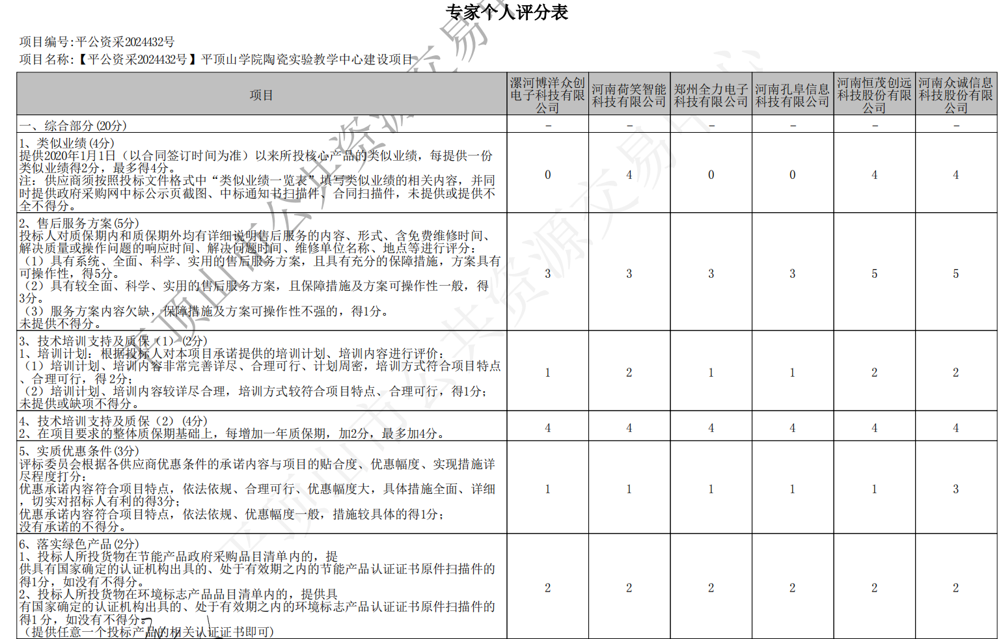 专家个人评分表
项目编号:平公资采2024432号
项目名称:【平公资采2024432号】平顶山学院陶瓷实验教学中心建设项目
项目 漯河博洋众创电子科技有限公司 河南荷笑智能科技有限公司 郑州全力电子科技有限公司 河南孔阜信息科技有限公司 河南恒茂创远科技股份有限公司 河南众诚信息科技股份有限公司
一、综合部分(20分) - - - - - -
1、类似业绩(4分)
提供2020年1月1日（以合同签订时间为准）以来所投核心产品的类似业绩，每提供一份
类似业绩得2分，最多得4分。
注：供应商须按照投标文件格式中“类似业绩一览表”填写类似业绩的相关内容，并同
时提供政府采购网中标公示页截图、中标通知书扫描件、合同扫描件，未提供或提供不
全不得分。
0 4 0 0 4 4
2、售后服务方案(5分)
投标人对质保期内和质保期外均有详细说明售后服务的内容、形式、含免费维修时间、
解决质量或操作问题的响应时间、解决问题时间、维修单位名称、地点等进行评分：
（1）具有系统、全面、科学、实用的售后服务方案，且具有充分的保障措施，方案具有
可操作性，得5分。
（2）具有较全面、科学、实用的售后服务方案，且保障措施及方案可操作性一般，得
3分。
（3）服务方案内容欠缺，保障措施及方案可操作性不强的，得1分。
未提供不得分。
3 3 3 3 5 5
3、技术培训支持及质保（1）(2分)
1、培训计划：根据投标人对本项目承诺提供的培训计划、培训内容进行评价：
（1）培训计划、培训内容非常完善详尽、合理可行、计划周密，培训方式符合项目特点
、合理可行，得 2分；
（2）培训计划、培训内容较详尽合理，培训方式较符合项目特点、合理可行，得1分；
未提供或缺项不得分。
1 2 1 1 2 2
4、技术培训支持及质保（2）(4分)
2、在项目要求的整体质保期基础上，每增加一年质保期，加2分，最多加4分。
4 4 4 4 4 4
5、实质优惠条件(3分)
评标委员会根据各供应商优惠条件的承诺内容与项目的贴合度、优惠幅度、实现措施详
尽程度打分：
优惠承诺内容符合项目特点，依法依规、合理可行、优惠幅度大，具体措施全面、详细
，切实对招标人有利的得3分；
优惠承诺内容符合项目特点，依法依规、优惠幅度一般，措施较具体的得1分；
没有承诺的不得分。
1 1 1 1 1 3
6、落实绿色产品(2分)
1、投标人所投货物在节能产品政府采购品目清单内的，提
供具有国家确定的认证机构出具的、处于有效期之内的节能产品认证证书原件扫描件的
得1分，如没有不得分。
2、投标人所投货物在环境标志产品品目清单内的，提供具
有国家确定的认证机构出具的、处于有效期之内的环境标志产品认证证书原件扫描件的
得1 分，如没有不得分。
（提供任意一个投标产品的相关认证证书即可)
2 2 2 2 2 2
平顶山市公共资源交易中
平顶山市公共资源交易中心